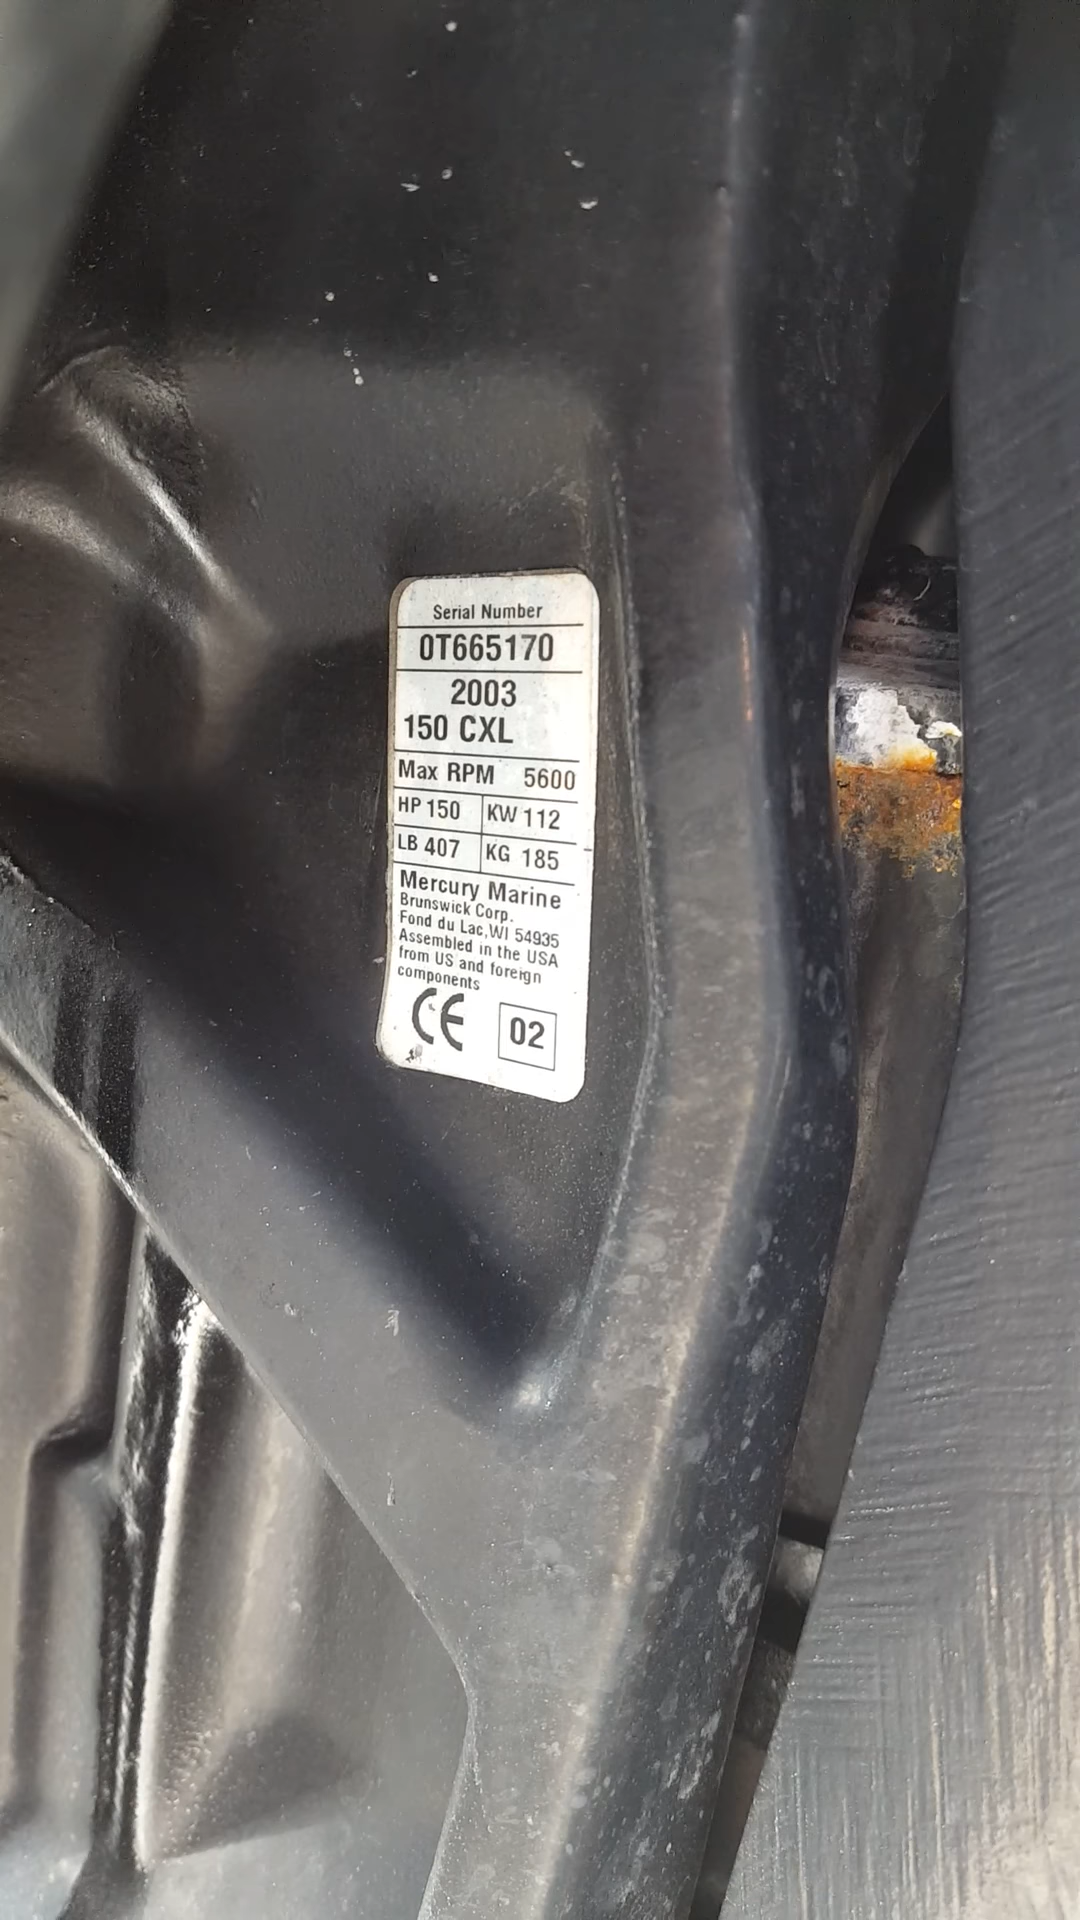 Serial Number
0T665170
2003
150 CXL
Max RPM 5600
HP 150 KW 112
LB 407 KG 185
Mercury Marine
Brunswick Corp.
Fond du Lac,WI 54935
Assembled in the USA
from US and foreign
components
CE 02